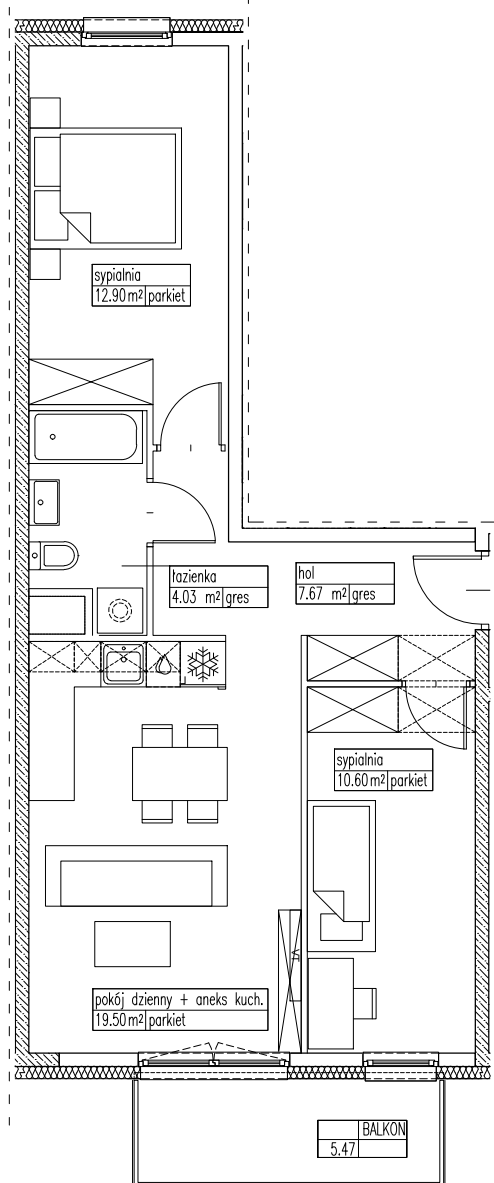 sypialnia
12.90 m² parkiet
łazienka
4.03 m² gres
hol
7.67 m² gres
sypialnia
10.60 m² parkiet
pokój dzienny + aneks kuch.
19.50 m² parkiet
BALKON
5.47